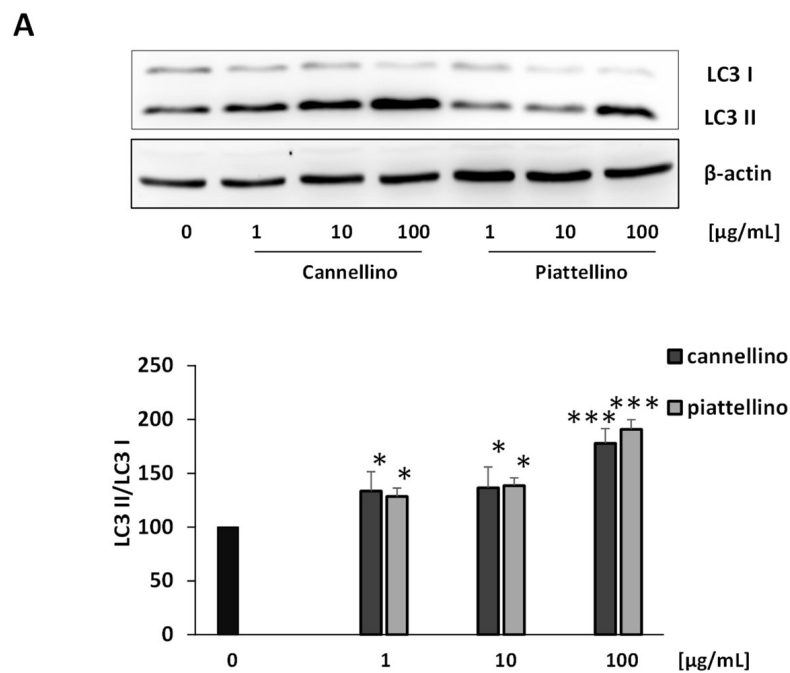 A
LC3 I
LC3 II
β-actin
0 1 10 100 1 10 100 [µg/mL]
Cannellino Piattellino
cannellino
piattellino
LC3 II/LC3 I
250
200
150
100
50
0
* * * * *** ***
0 1 10 100 [µg/mL]